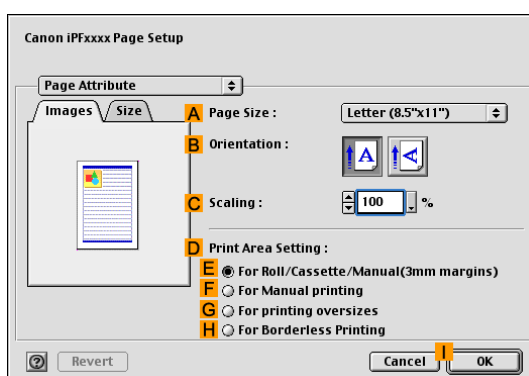 Canon iPFxxxx Page Setup
Page Attribute
Images Size
A Page Size : Letter (8.5"x11")
B Orientation : A A
C Scaling : 100 %
D Print Area Setting :
E For Roll/Cassette/Manual(3mm margins)
F For Manual printing
G For printing oversizes
H For Borderless Printing
? Revert Cancel I OK